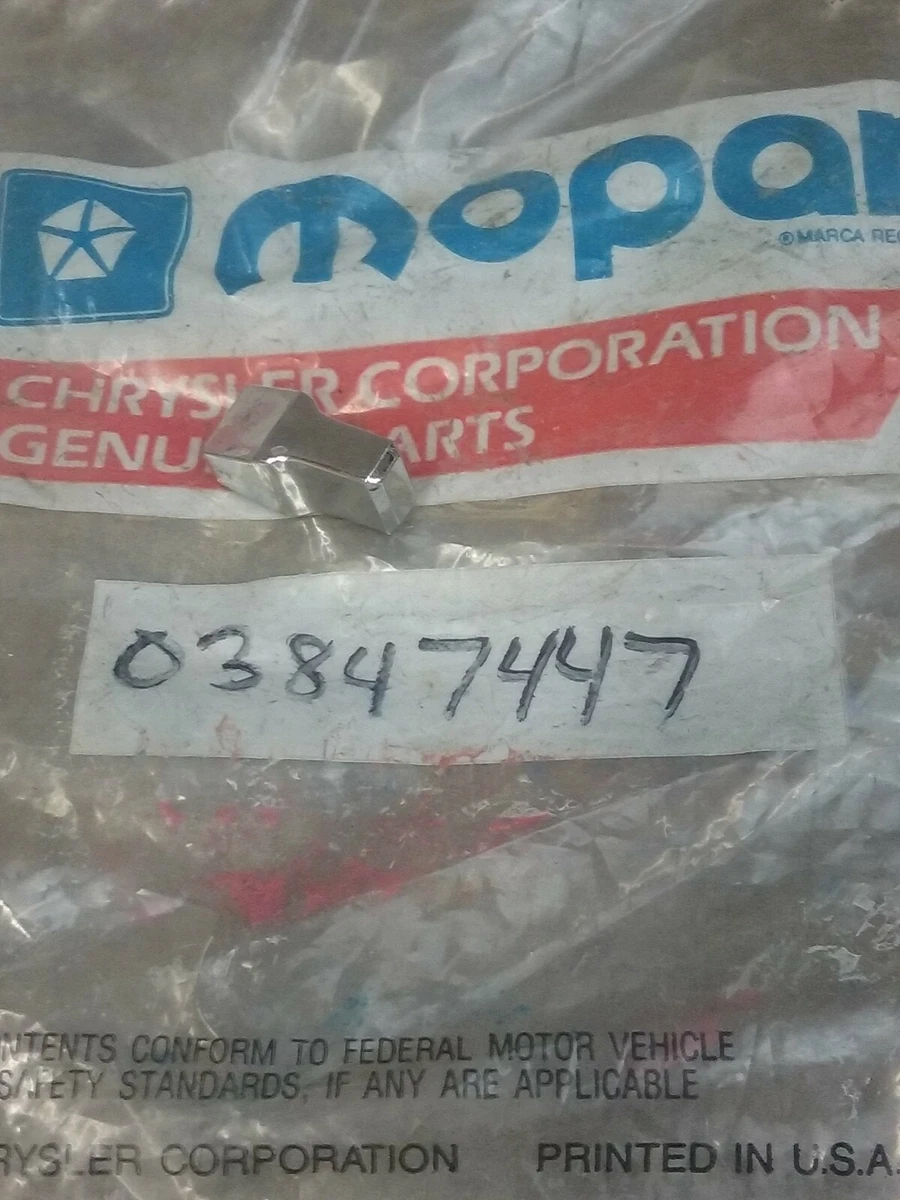 mopar
® MARCA REG
CHRYSLER CORPORATION
GENUINE PARTS
03847447
CONTENTS CONFORM TO FEDERAL MOTOR VEHICLE
SAFETY STANDARDS, IF ANY ARE APPLICABLE
CHRYSLER CORPORATION PRINTED IN U.S.A.